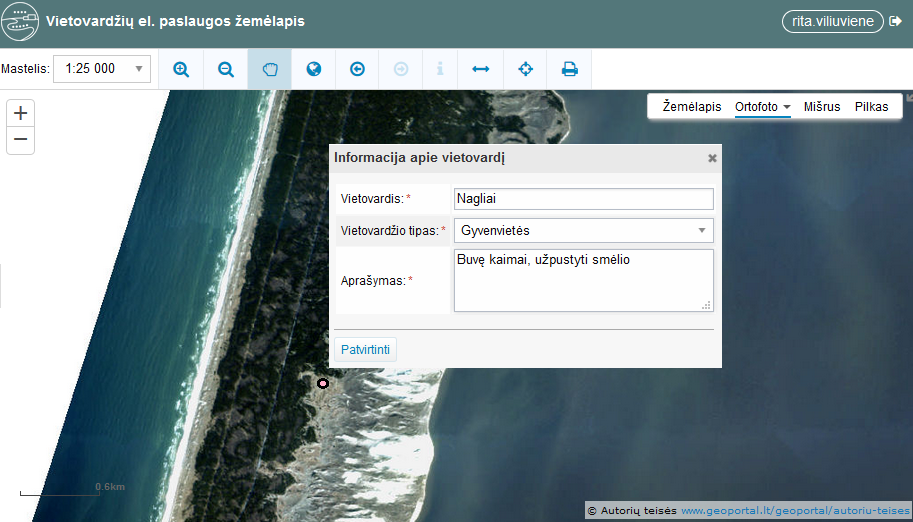 Vietovardžių el. paslaugos žemėlapis
rita.viliuviene
Mastelis: 1:25 000
Žemėlapis Ortofoto Mišrus Pilkas
Informacija apie vietovardį
Vietovardis: * Nagliai
Vietovardžio tipas: * Gyvenvietės
Aprašymas: * Buvę kaimai, užpustyti smėlio
Patvirtinti
0.6km
© Autorių teisės www.geoportal.lt/geoportal/autoriu-teises